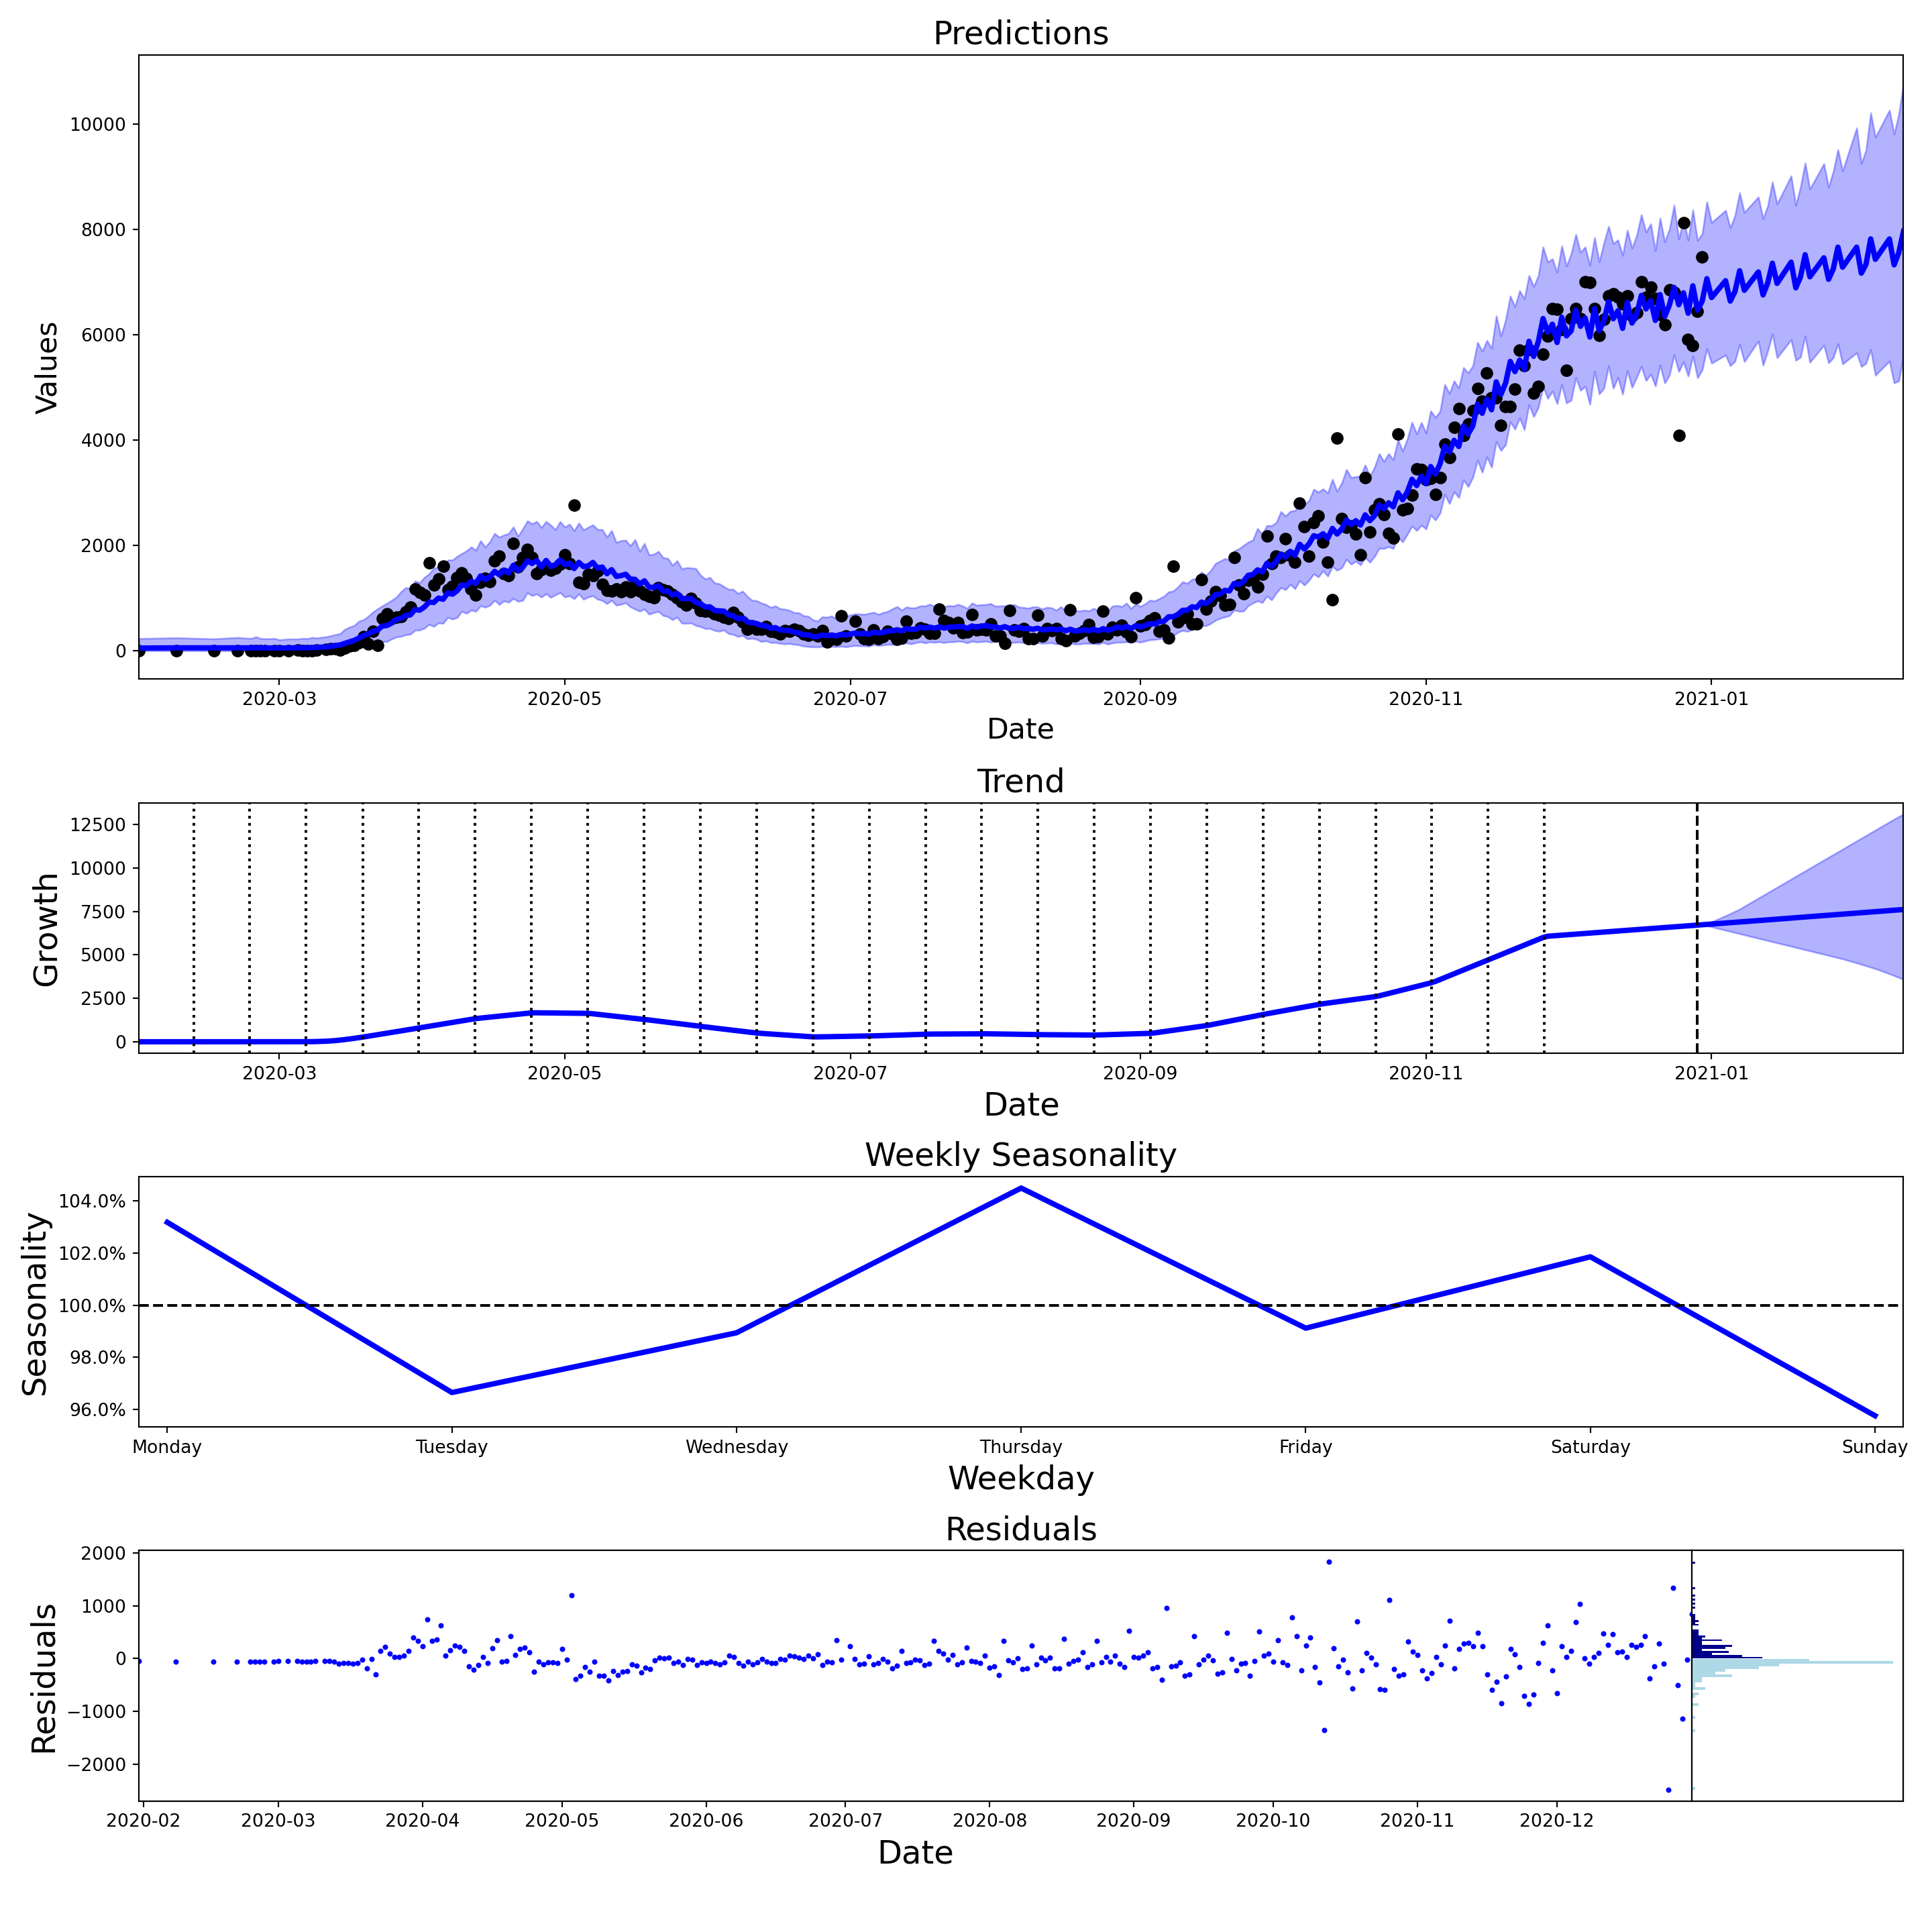 Predictions
10000
8000
6000
4000
2000
0
Values
2020-03 2020-05 2020-07 2020-09 2020-11 2021-01
Date
Trend
12500
10000
7500
5000
2500
0
Growth
2020-03 2020-05 2020-07 2020-09 2020-11 2021-01
Date
Weekly Seasonality
104.0%
102.0%
100.0%
98.0%
96.0%
Seasonality
Monday Tuesday Wednesday Thursday Friday Saturday Sunday
Weekday
Residuals
2000
1000
0
−1000
−2000
Residuals
2020-02 2020-03 2020-04 2020-05 2020-06 2020-07 2020-08 2020-09 2020-10 2020-11 2020-12
Date